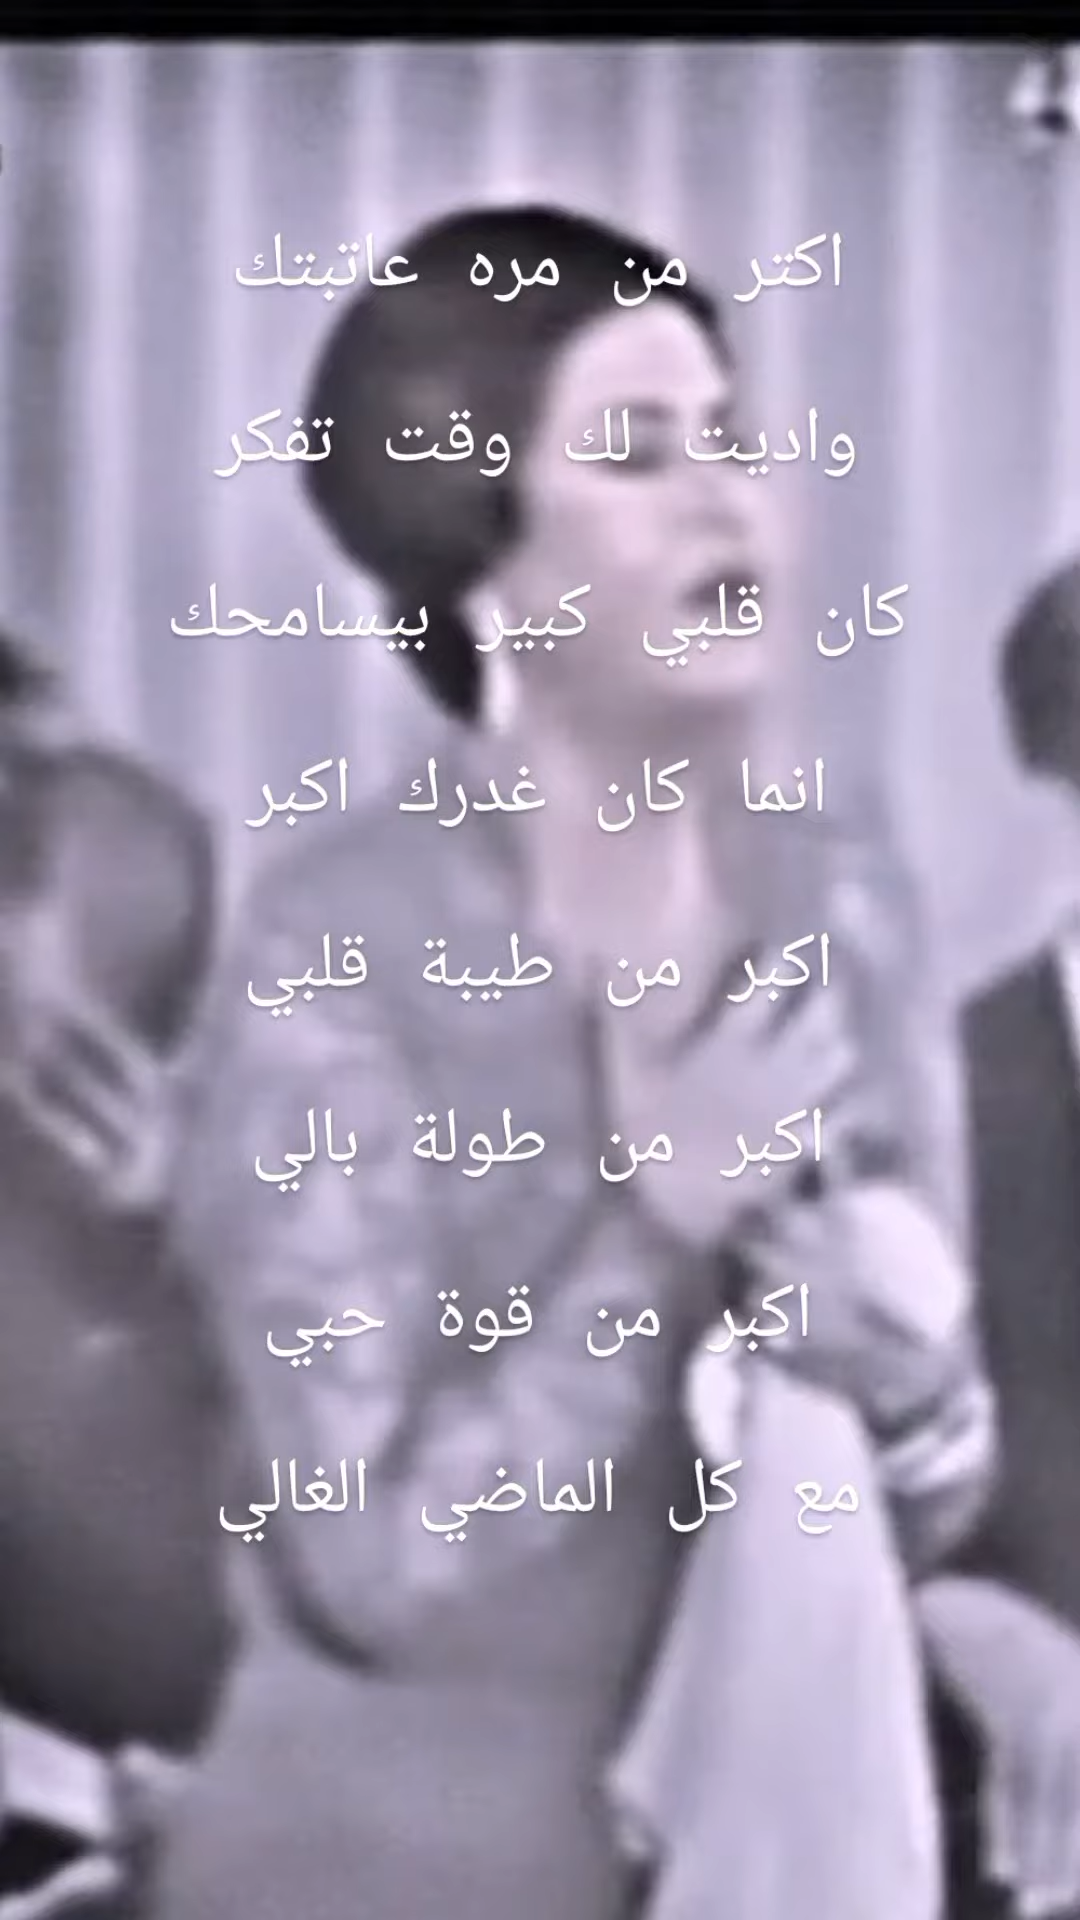 اكتر من مره عاتبتك
واديت لك وقت تفكر
كان قلبي كبير بيسامحك
انما كان غدرك اكبر
اكبر من طيبة قلبي
اكبر من طولة بالي
اكبر من قوة حبي
مع كل الماضي الغالي